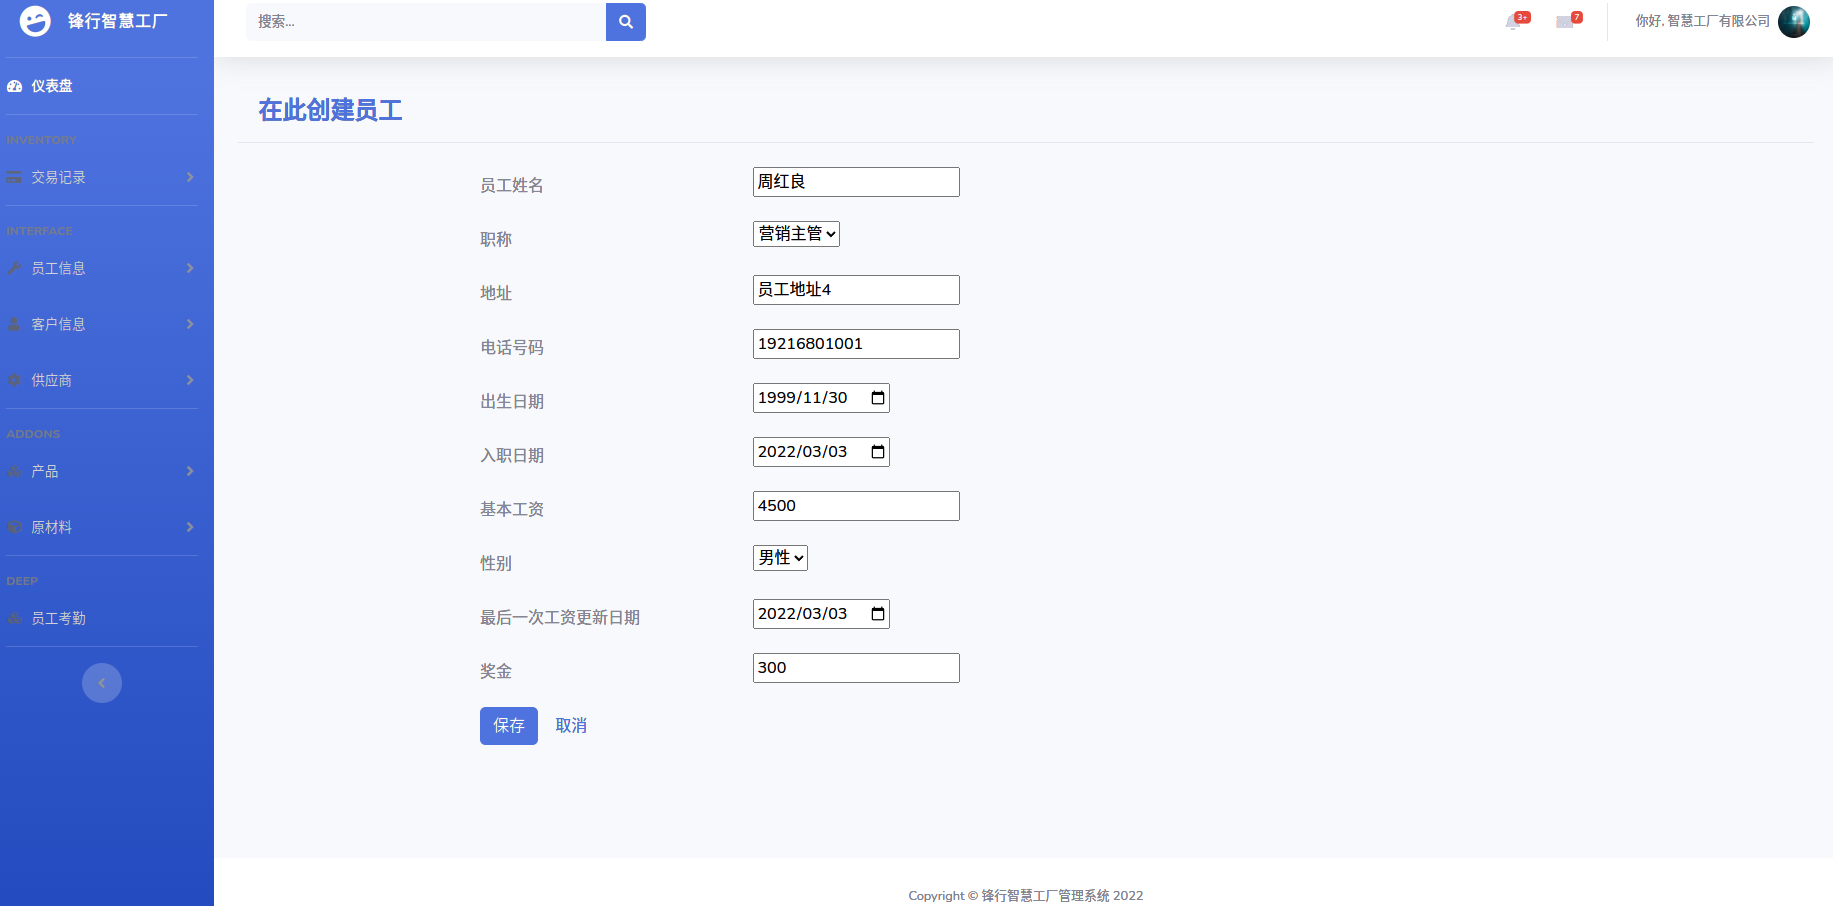 锋行智慧工厂
搜索...
3+
7
你好, 智慧工厂有限公司
仪表盘
INVENTORY
交易记录
INTERFACE
员工信息
客户信息
供应商
ADDONS
产品
原材料
DEEP
员工考勤
在此创建员工
员工姓名 周红良
职称 营销主管
地址 员工地址4
电话号码 19216801001
出生日期 1999/11/30
入职日期 2022/03/03
基本工资 4500
性别 男性
最后一次工资更新日期 2022/03/03
奖金 300
保存 取消
Copyright © 锋行智慧工厂管理系统 2022